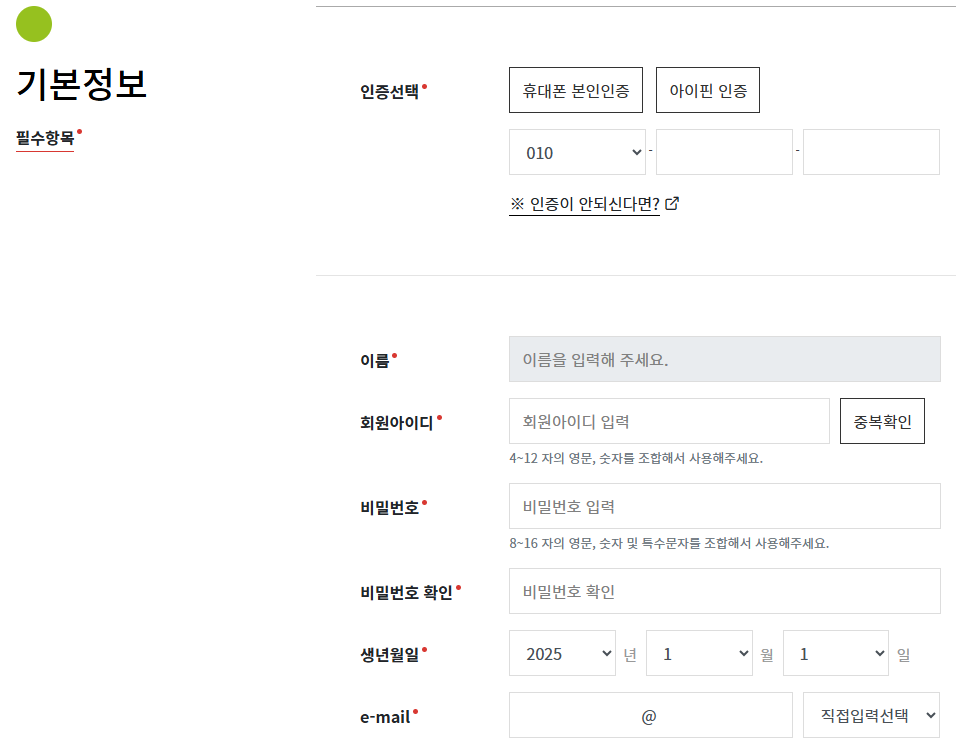 기본정보
필수항목
인증선택
휴대폰 본인인증 아이핀 인증
010 - -
※ 인증이 안되신다면?
이름 이름을 입력해 주세요.
회원아이디 회원아이디 입력 중복확인
4~12 자의 영문, 숫자를 조합해서 사용해주세요.
비밀번호 비밀번호 입력
8~16 자의 영문, 숫자 및 특수문자를 조합해서 사용해주세요.
비밀번호 확인 비밀번호 확인
생년월일 2025 년 1 월 1 일
e-mail @ 직접입력선택